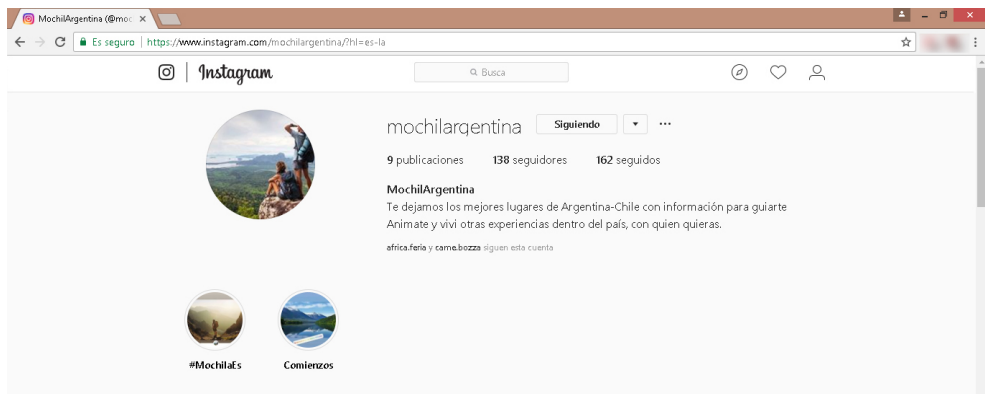 MochilArgentina (@moc
Es seguro | https://www.instagram.com/mochilargentina/?hl=es-la
Instagram
Busca
mochilargentina Siguiendo
9 publicaciones 138 seguidores 162 seguidos
MochilArgentina
Te dejamos los mejores lugares de Argentina-Chile con información para guiarte
Animate y vivi otras experiencias dentro del país, con quien quieras.
africa.feria y carne.bozza siguen esta cuenta
#MochilaEs Comienzos